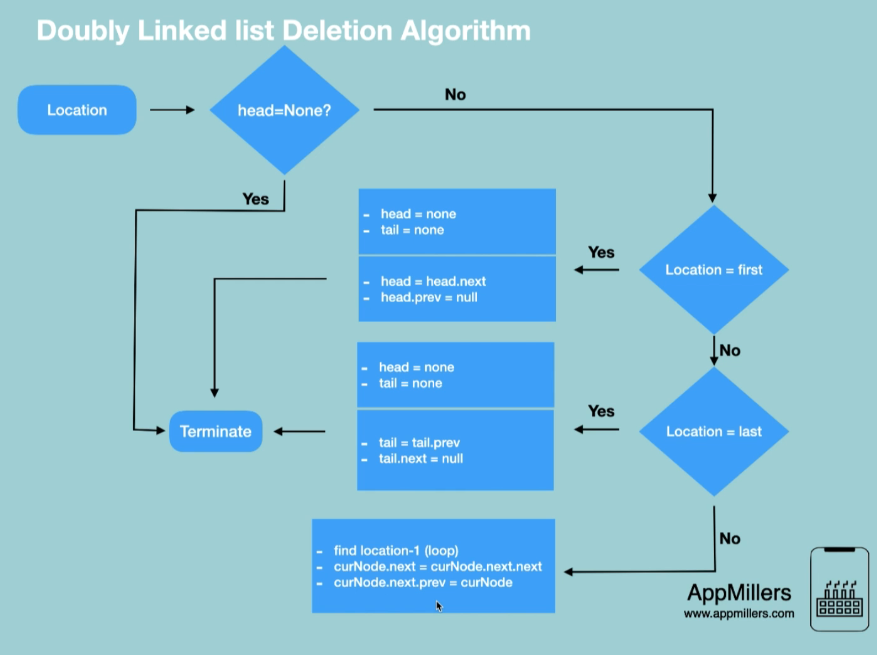 Doubly Linked list Deletion Algorithm
Location
head=None?
No
Yes
- head = none
- tail = none
- head = head.next
- head.prev = null
Yes
Location = first
No
- head = none
- tail = none
- tail = tail.prev
- tail.next = null
Yes
Location = last
Terminate
No
- find location-1 (loop)
- curNode.next = curNode.next.next
- curNode.next.prev = curNode
AppMillers
www.appmillers.com